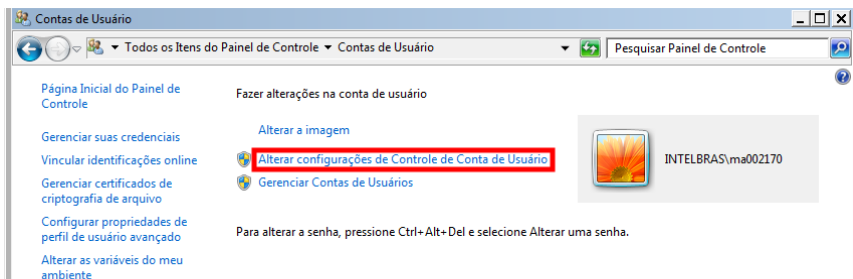 Contas de Usuário
Todos os Itens do Painel de Controle
Contas de Usuário
Pesquisar Painel de Controle
Página Inicial do Painel de
Controle
Gerenciar suas credenciais
Vincular identificações online
Gerenciar certificados de
criptografia de arquivo
Configurar propriedades de
perfil de usuário avançado
Alterar as variáveis do meu
ambiente
Fazer alterações na conta de usuário
Alterar a imagem
Alterar configurações de Controle de Conta de Usuário
Gerenciar Contas de Usuários
INTELBRAS\ma002170
Para alterar a senha, pressione Ctrl+Alt+Del e selecione Alterar uma senha.